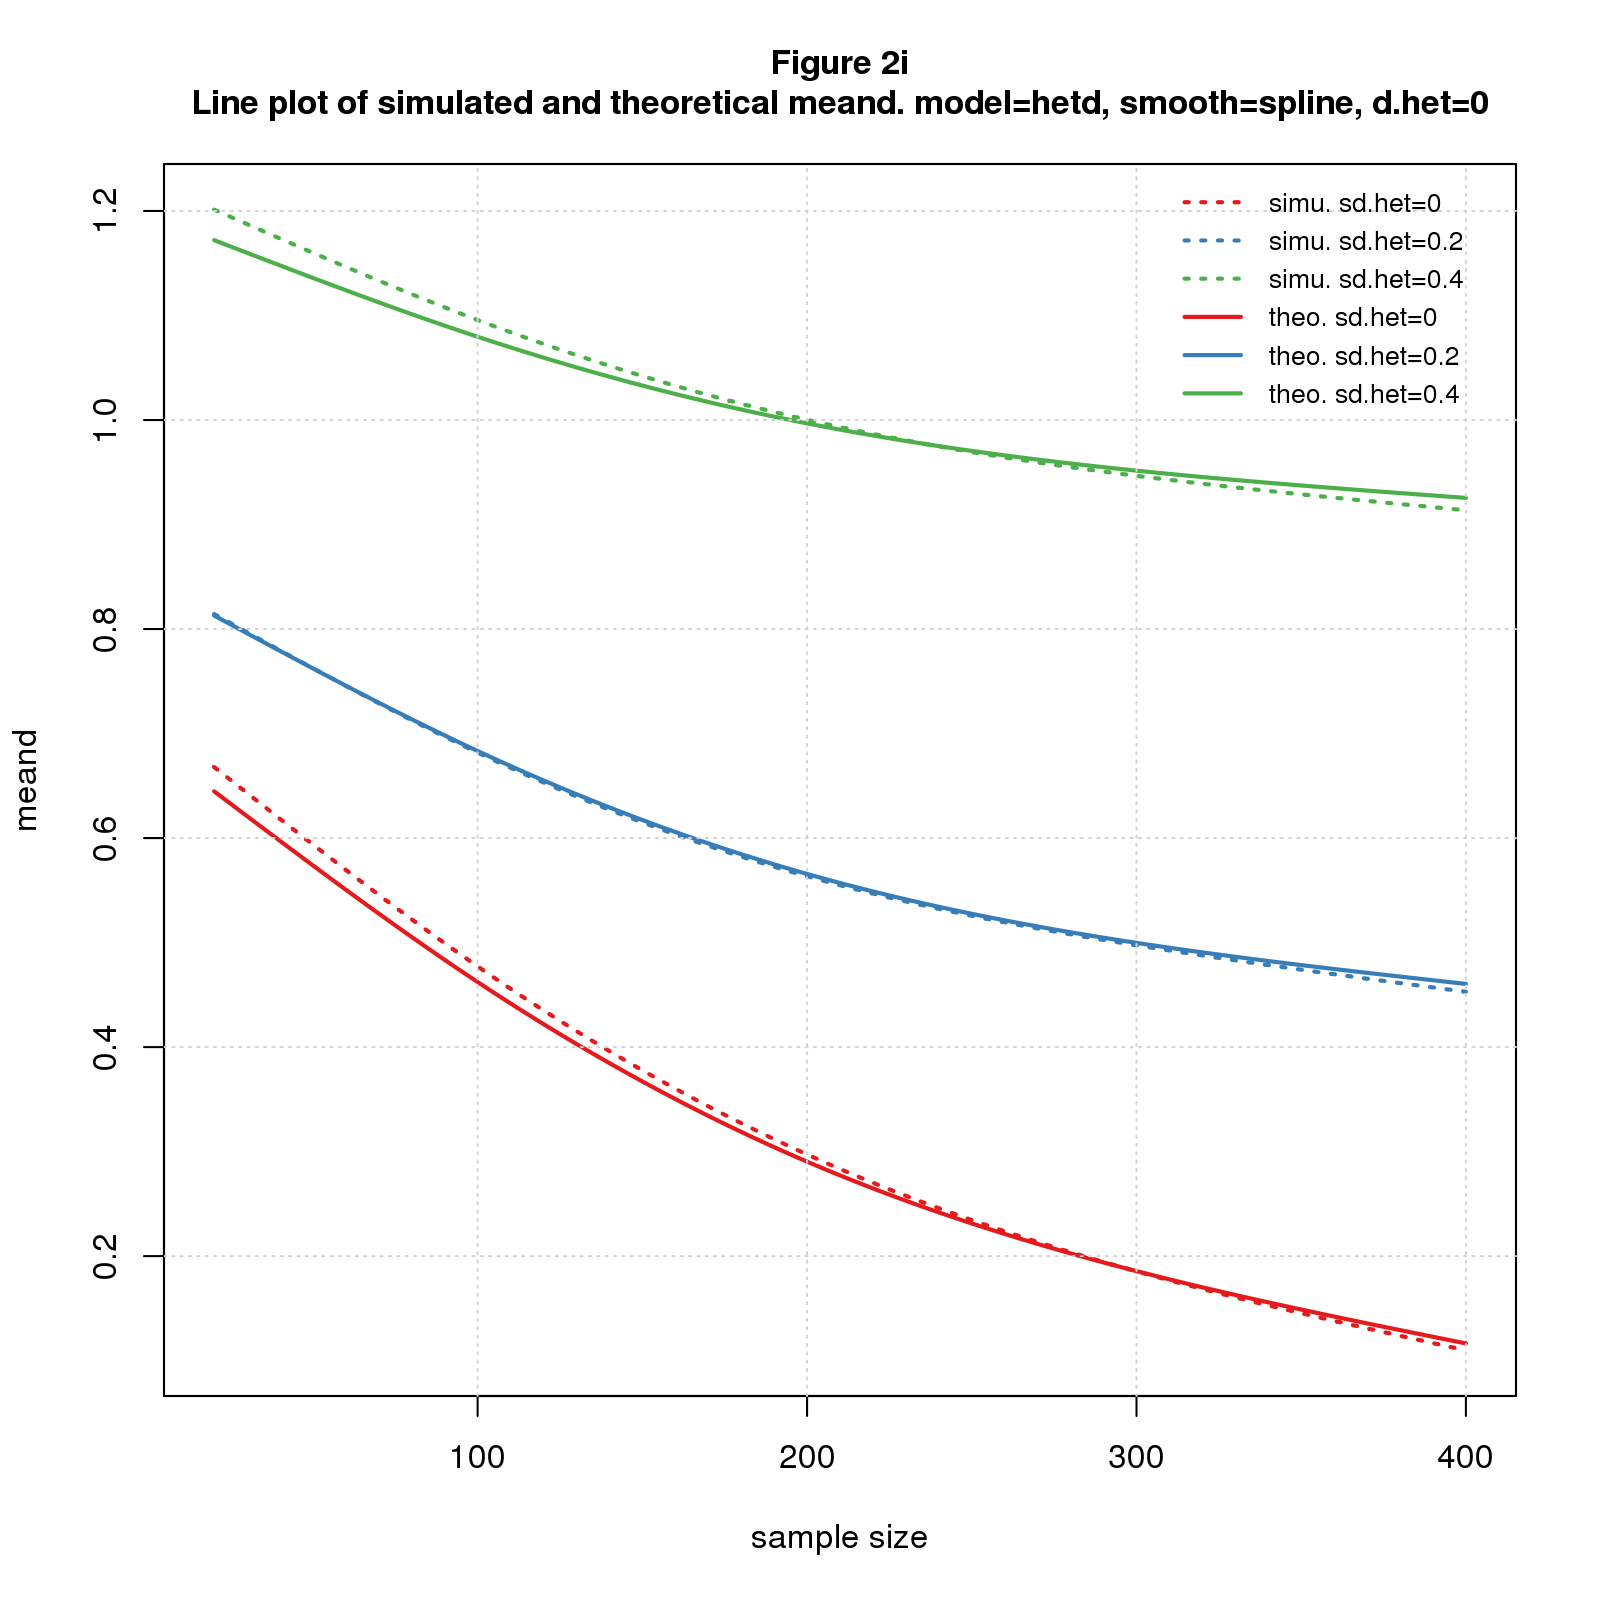 Figure 2i
Line plot of simulated and theoretical meand. model=hetd, smooth=spline, d.het=0
simu. sd.het=0
simu. sd.het=0.2
simu. sd.het=0.4
theo. sd.het=0
theo. sd.het=0.2
theo. sd.het=0.4
1.2
1.0
0.8
0.6
0.4
0.2
meand
100 200 300 400
sample size